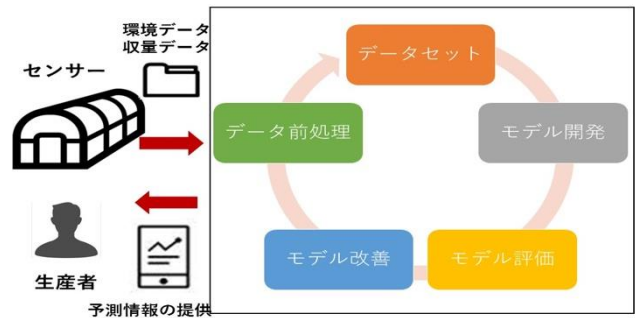 環境データ
収量データ
センサー
データセット
データ前処理
モデル開発
モデル改善
モデル評価
生産者
予測情報の提供